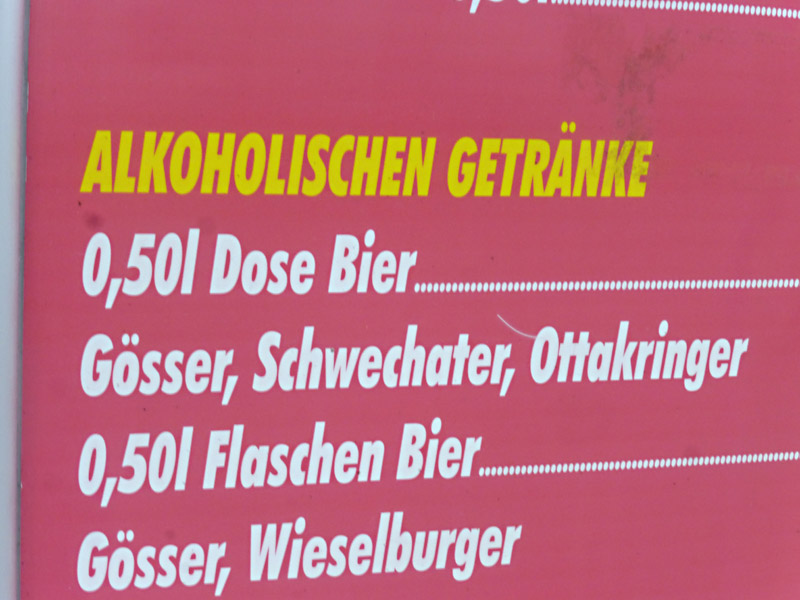 ALKOHOLISCHEN GETRÄNKE
0,50l Dose Bier
Gösser, Schwechater, Ottakringer
0,50l Flaschen Bier
Gösser, Wieselburger